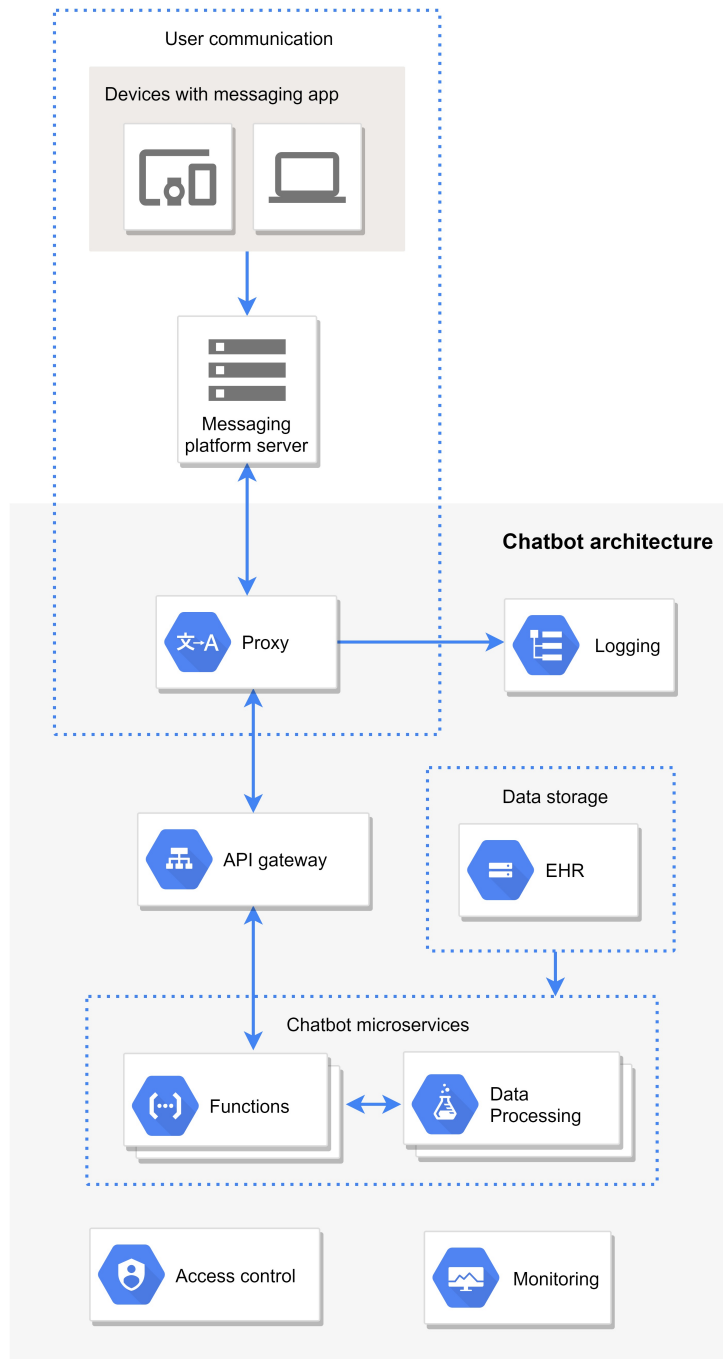 User communication
Devices with messaging app
Messaging
platform server
Chatbot architecture
文→A
Proxy
Logging
API gateway
Data storage
EHR
Chatbot microservices
Functions
Data
Processing
Access control
Monitoring